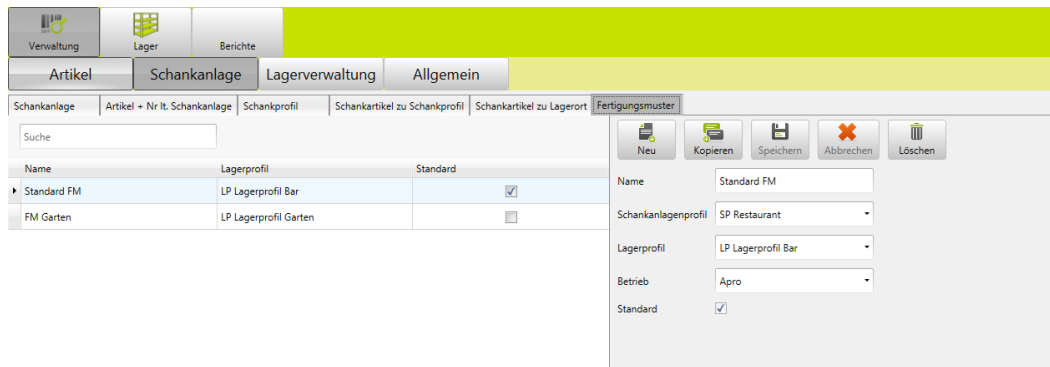 Verwaltung Lager Berichte
Artikel Schankanlage Lagerverwaltung Allgemein
Schankanlage Artikel + Nr lt. Schankanlage Schankprofil Schankartikel zu Schankprofil Schankartikel zu Lagerort Fertigungsmuster
Suche
Name Lagerprofil Standard
Standard FM LP Lagerprofil Bar
FM Garten LP Lagerprofil Garten
Neu Kopieren Speichern Abbrechen Löschen
Name Standard FM
Schankanlagenprofil SP Restaurant
Lagerprofil LP Lagerprofil Bar
Betrieb Apro
Standard